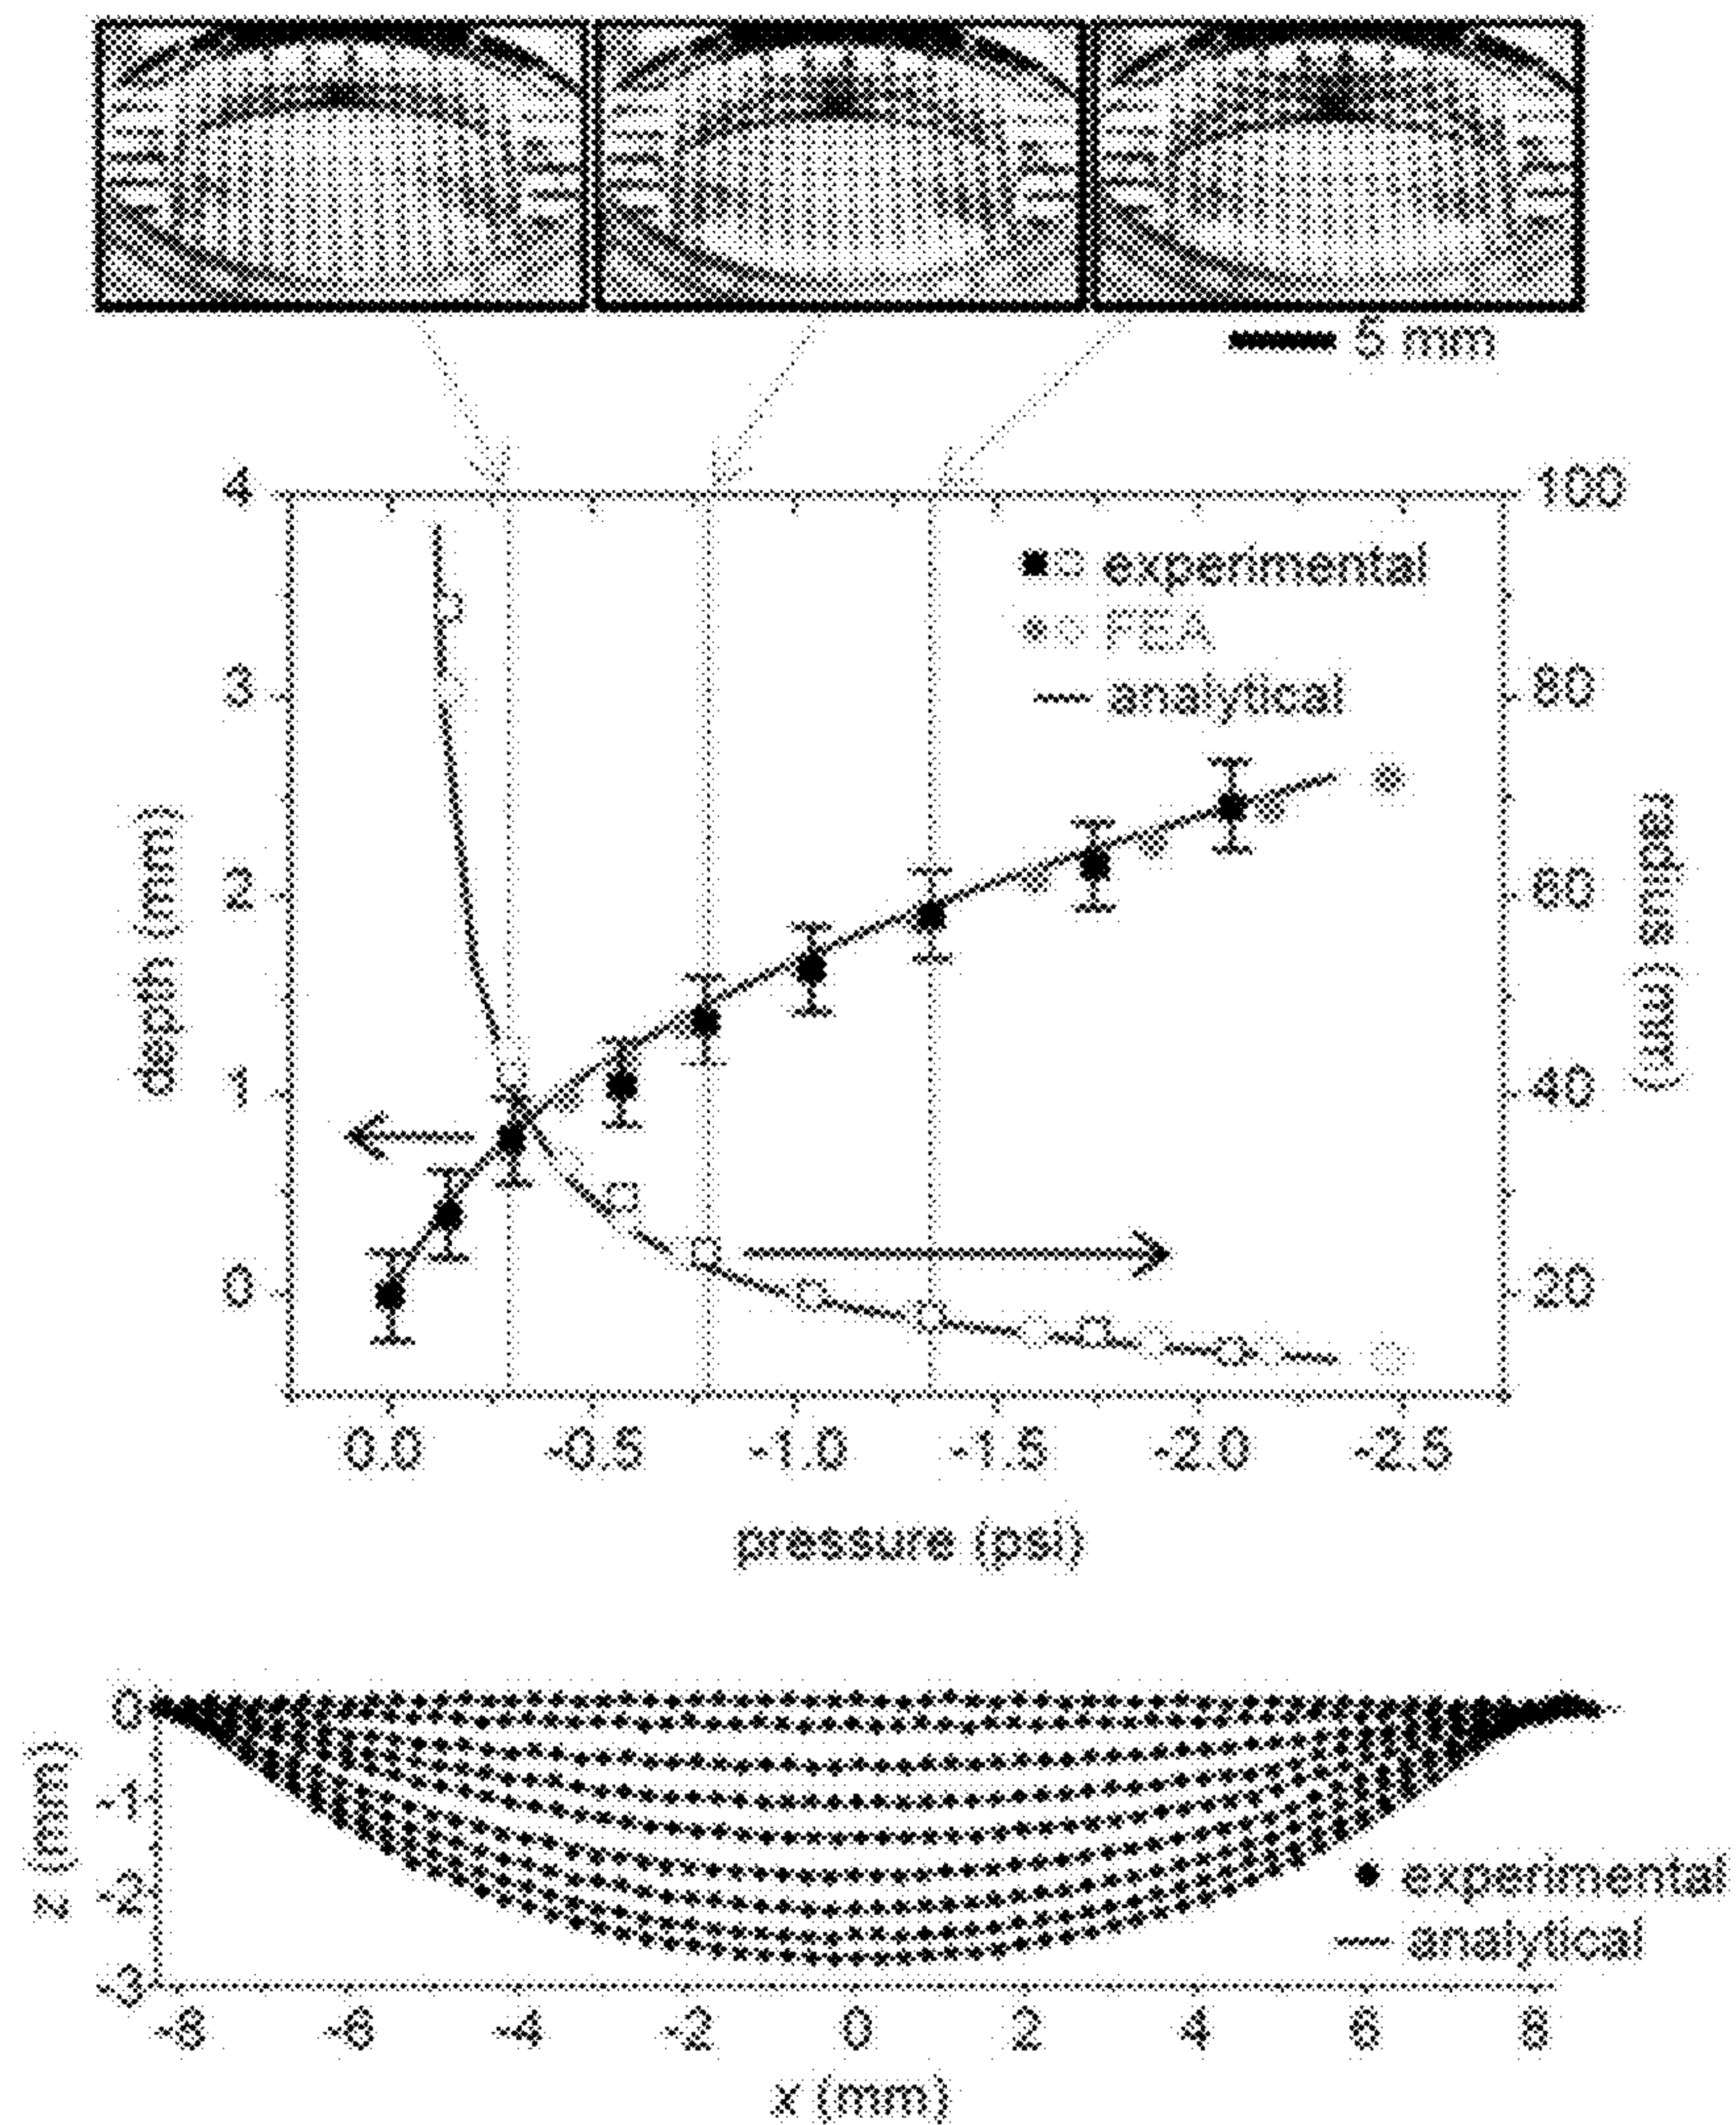 5 mm
4
3
2
1
0
depth (mm)
100
80
60
40
20
radius (mm)
experimental
FEA
analytical
0.0 -0.5 -1.0 -1.5 -2.0 -2.5
pressure (psi)
0
-1
-2
-3
z (mm)
experimental
analytical
-8 -6 -4 -2 0 2 4 6 8
x (mm)